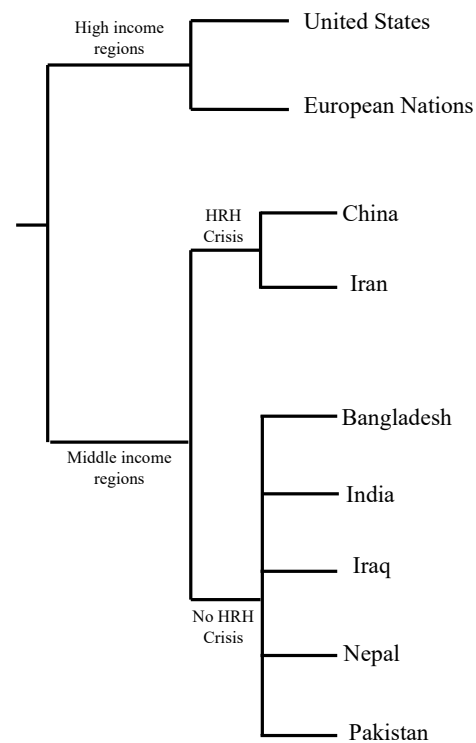 High income
regions
United States
European Nations
HRH
Crisis
China
Iran
Middle income
regions
Bangladesh
India
Iraq
No HRH
Crisis
Nepal
Pakistan